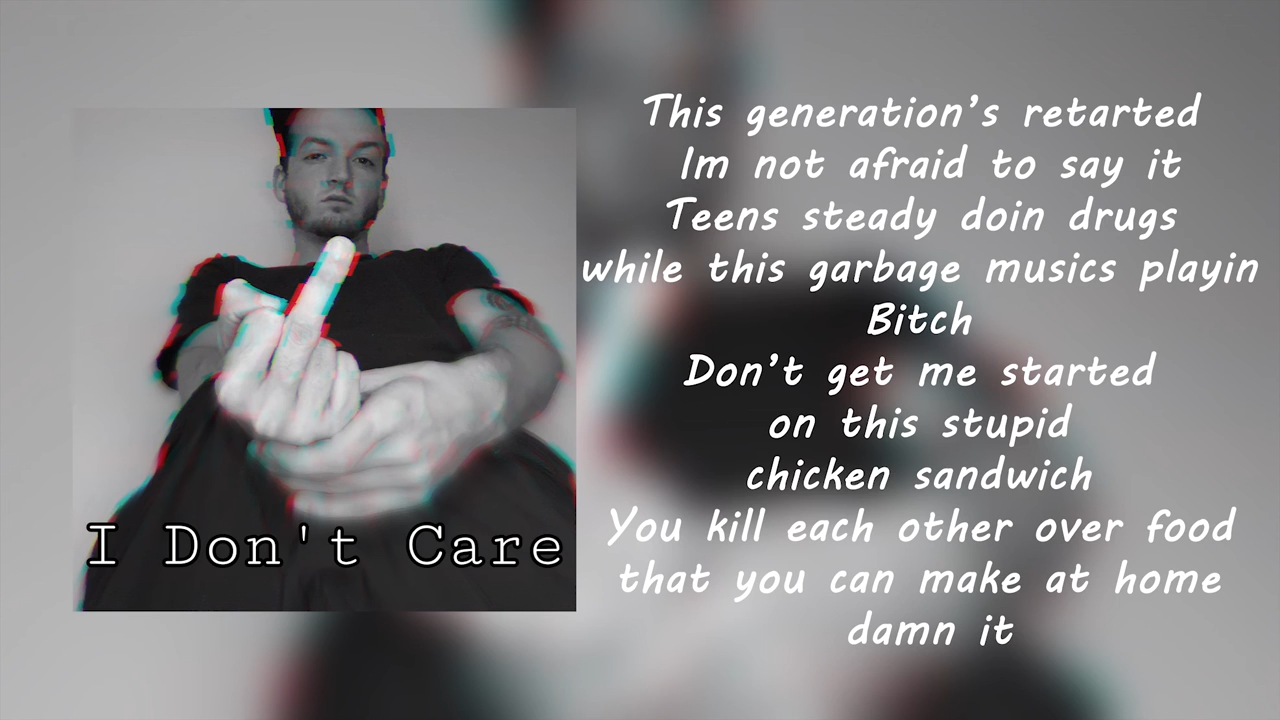 I Don't Care
This generation's retarted
Im not afraid to say it
Teens steady doin drugs
while this garbage musics playin
Bitch
Don't get me started
on this stupid
chicken sandwich
You kill each other over food
that you can make at home
damn it